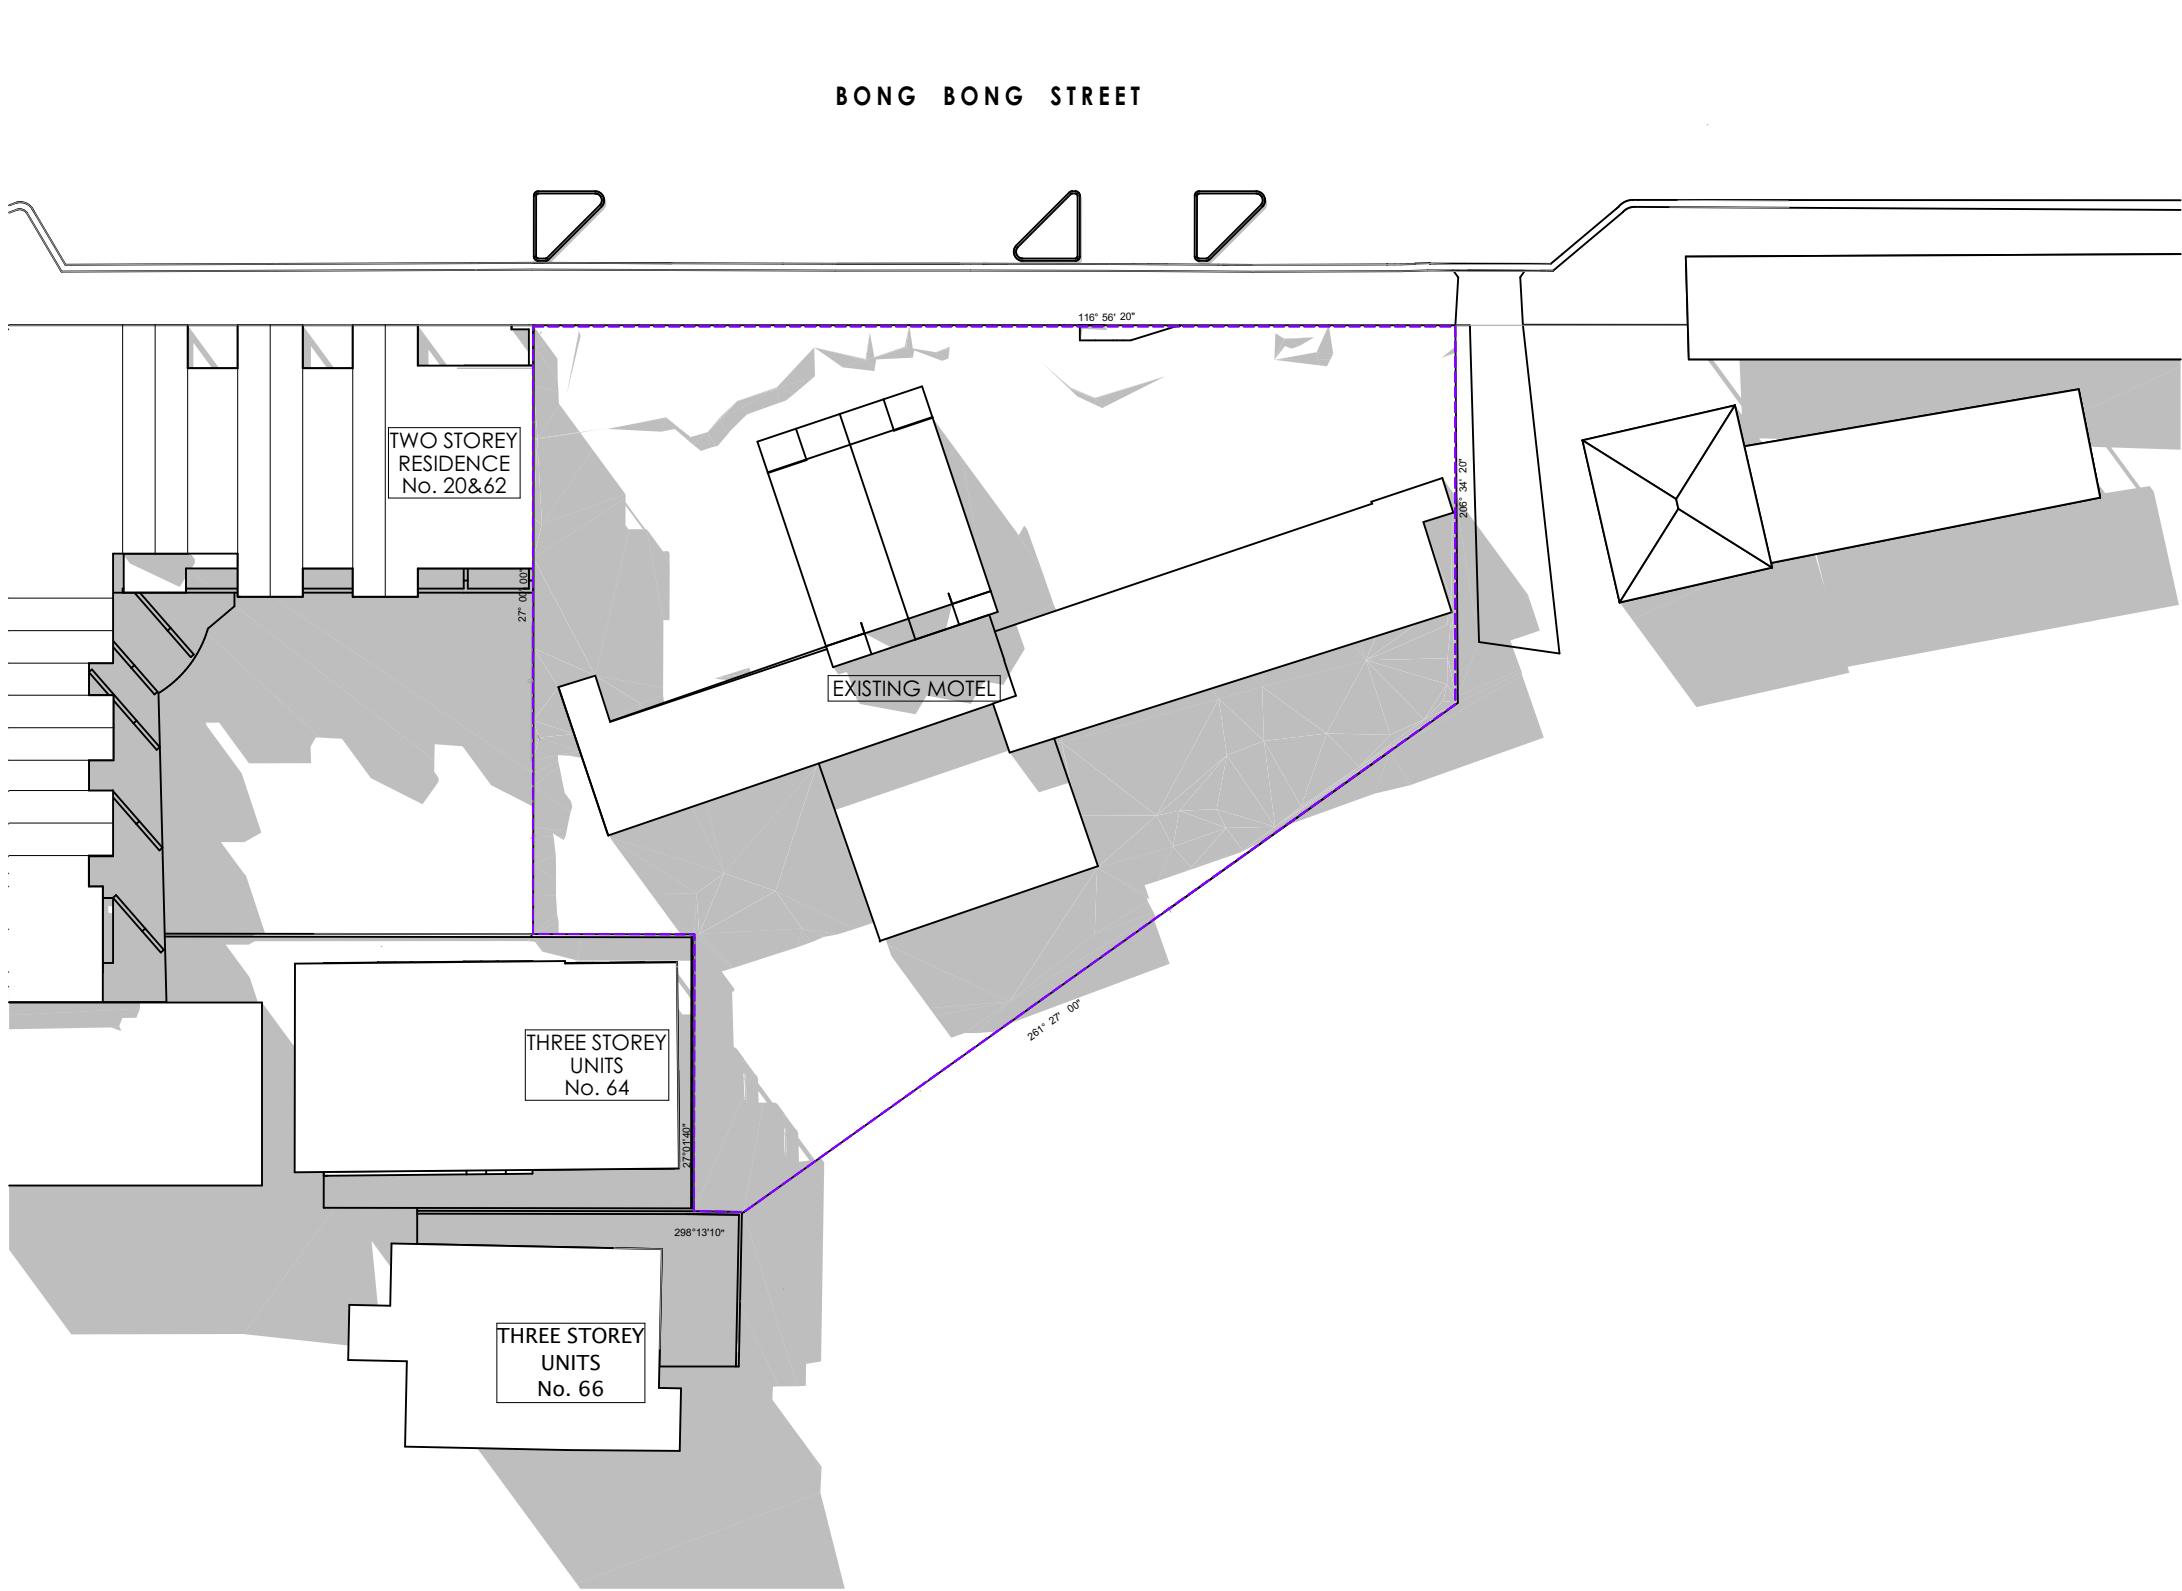 BONG BONG STREET
116° 56' 20"
TWO STOREY
RESIDENCE
No. 20&62
206° 34' 20"
27° 00' 00"
EXISTING MOTEL
261° 27' 00"
THREE STOREY
UNITS
No. 64
27°01'40"
298°13'10"
THREE STOREY
UNITS
No. 66